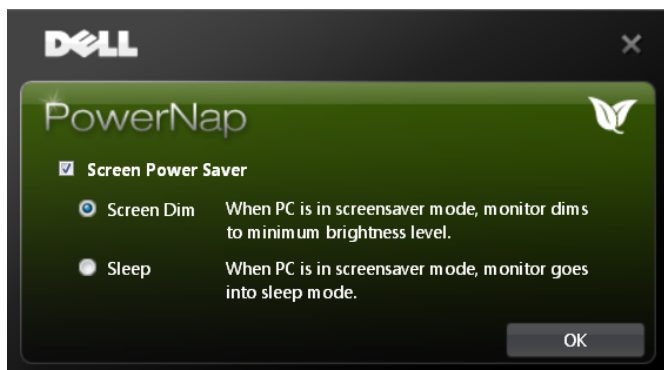 DELL
PowerNap
Screen Power Saver
Screen Dim When PC is in screensaver mode, monitor dims
to minimum brightness level.
Sleep When PC is in screensaver mode, monitor goes
into sleep mode.
OK